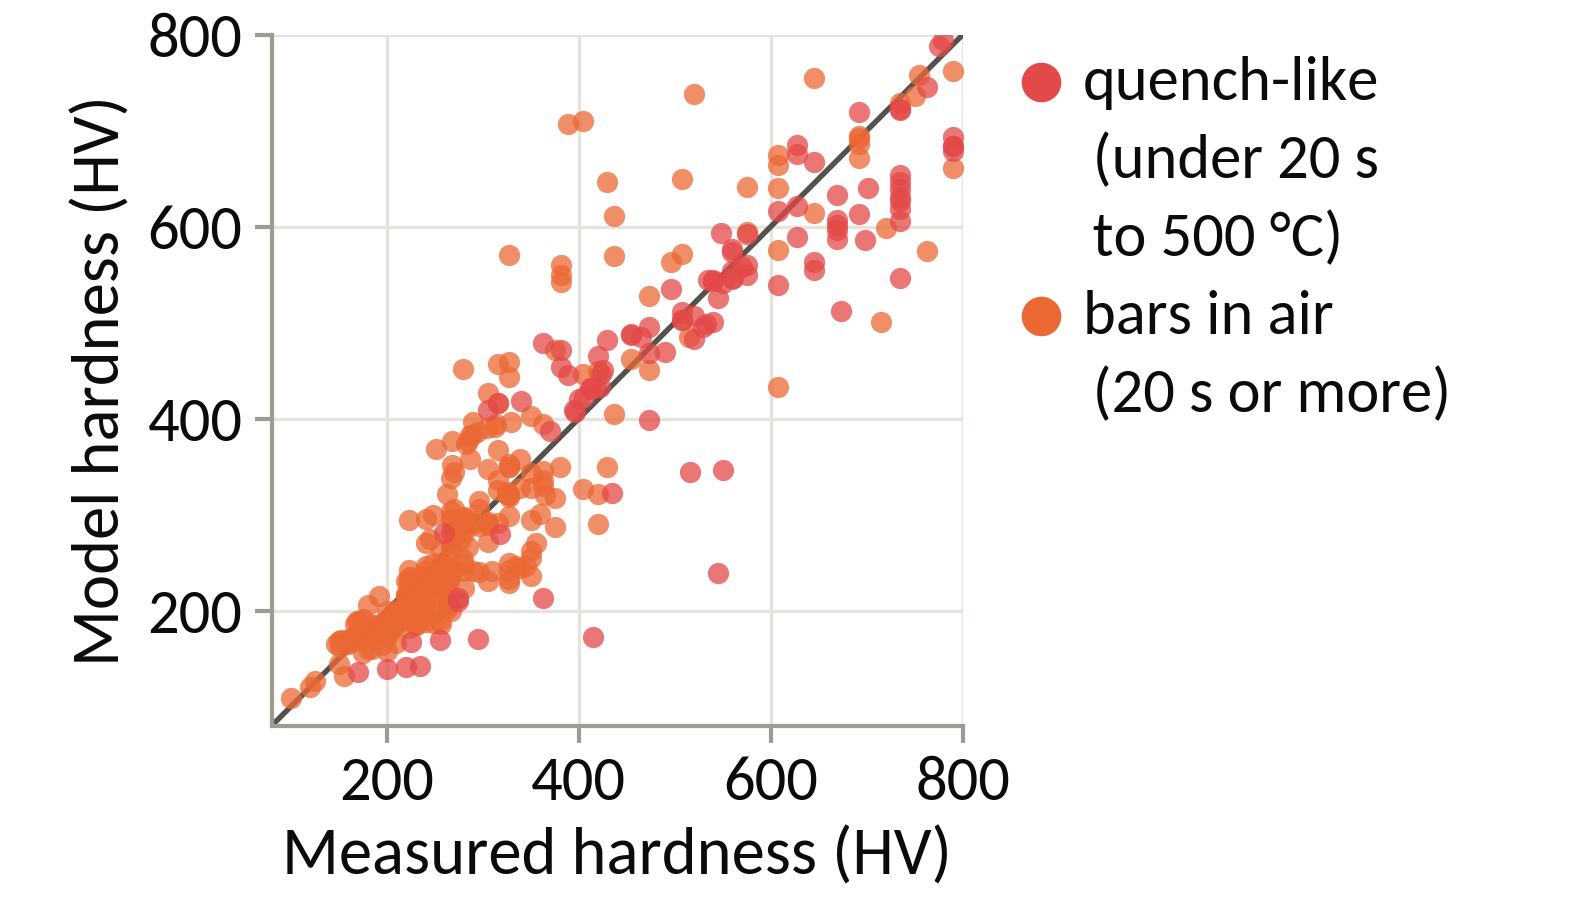 800
600
400
200
200 400 600 800
Model hardness (HV)
Measured hardness (HV)
quench-like
(under 20 s
to 500 °C)
bars in air
(20 s or more)